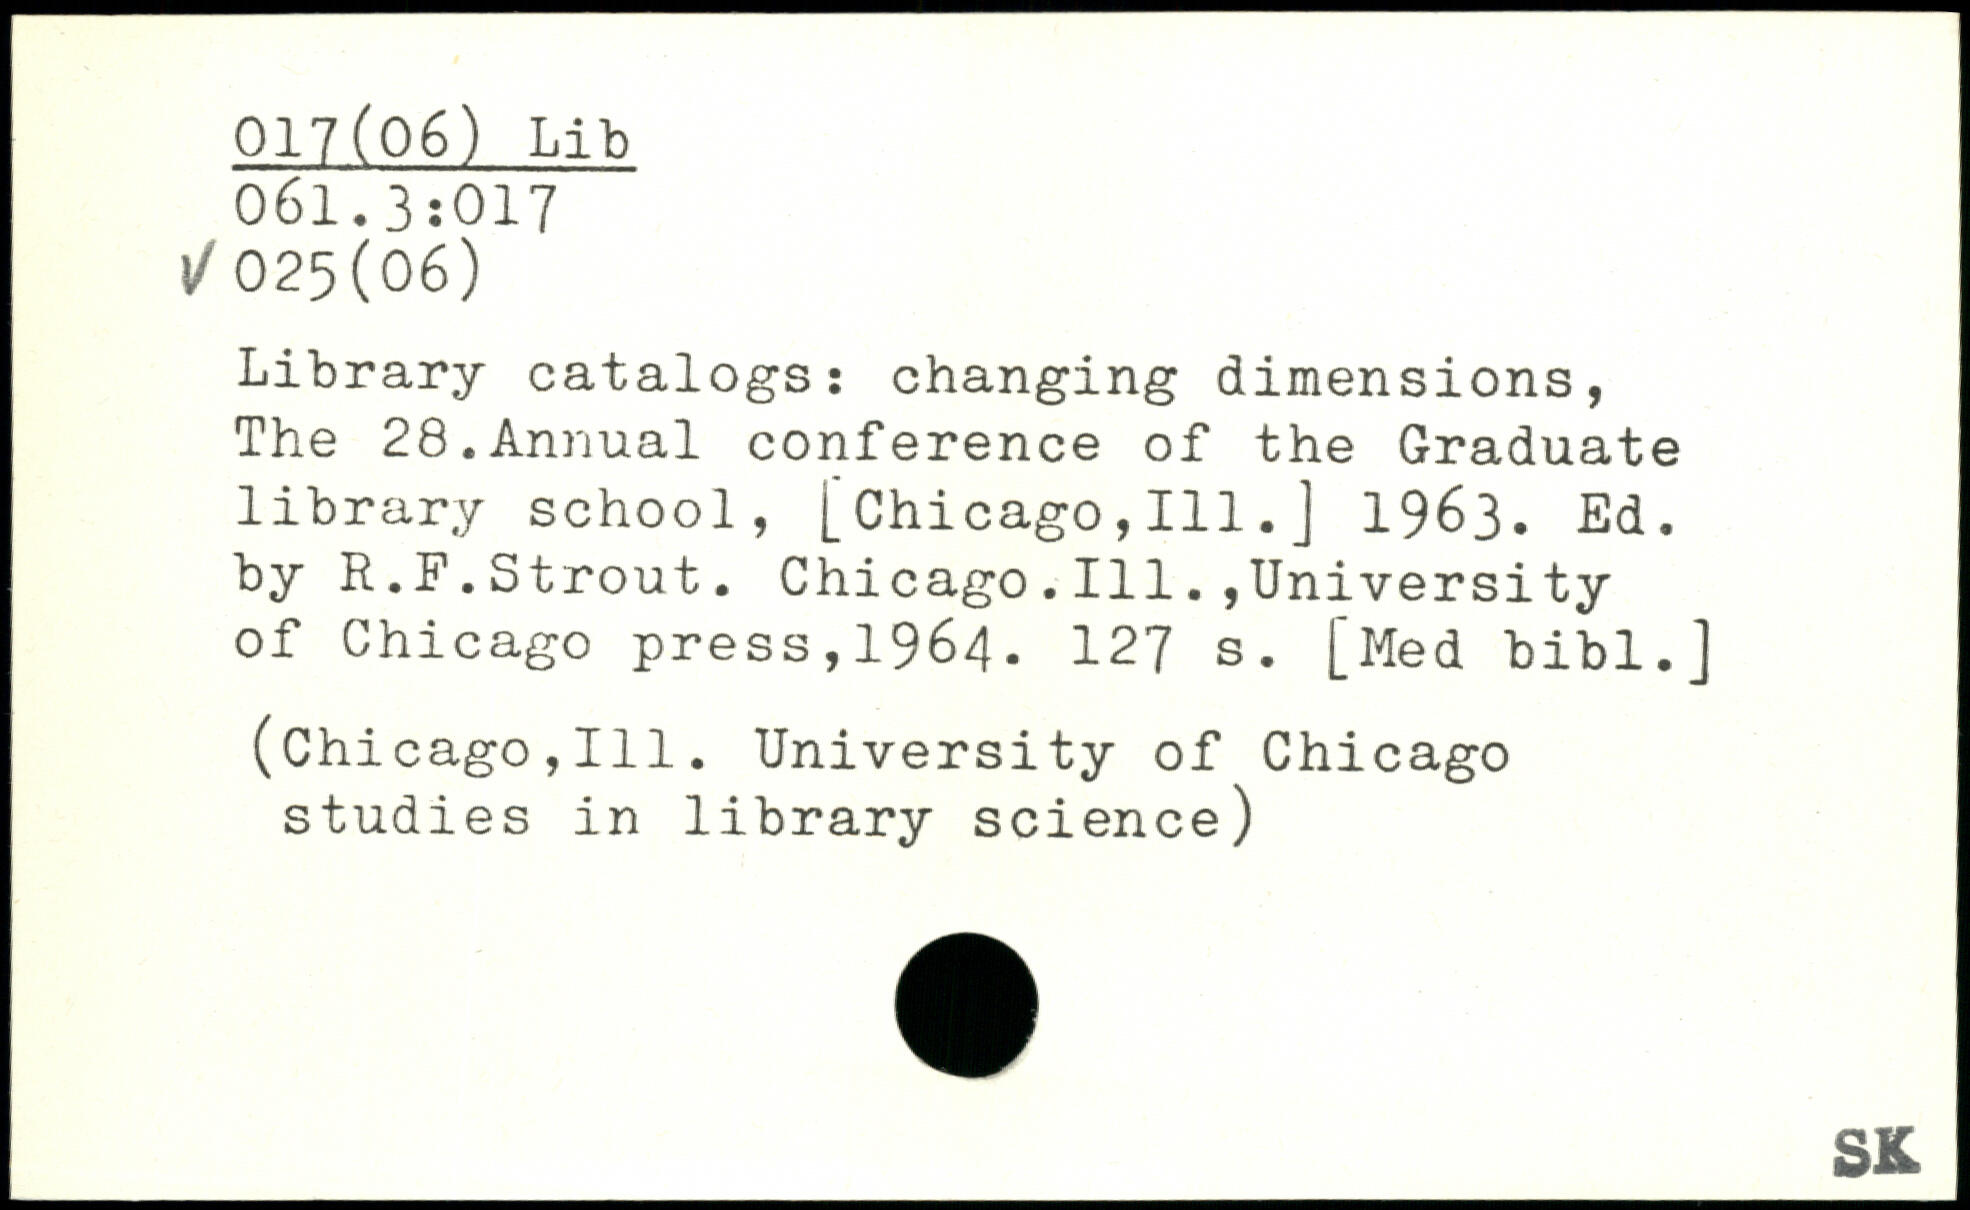 017(06) Lib
061.3:017
✓ 025(06)
Library catalogs: changing dimensions,
The 28.Annual conference of the Graduate
library school, [Chicago,Ill.] 1963. Ed.
by R.F.Strout. Chicago.Ill.,University
of Chicago press,1964. 127 s. [Med bibl.]
(Chicago,Ill. University of Chicago
studies in library science)
SK